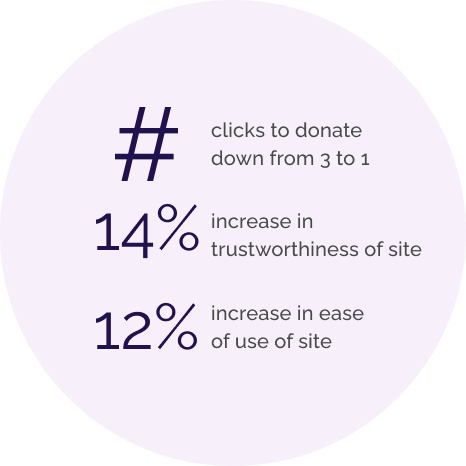 #
clicks to donate
down from 3 to 1
14%
increase in
trustworthiness of site
12%
increase in ease
of use of site